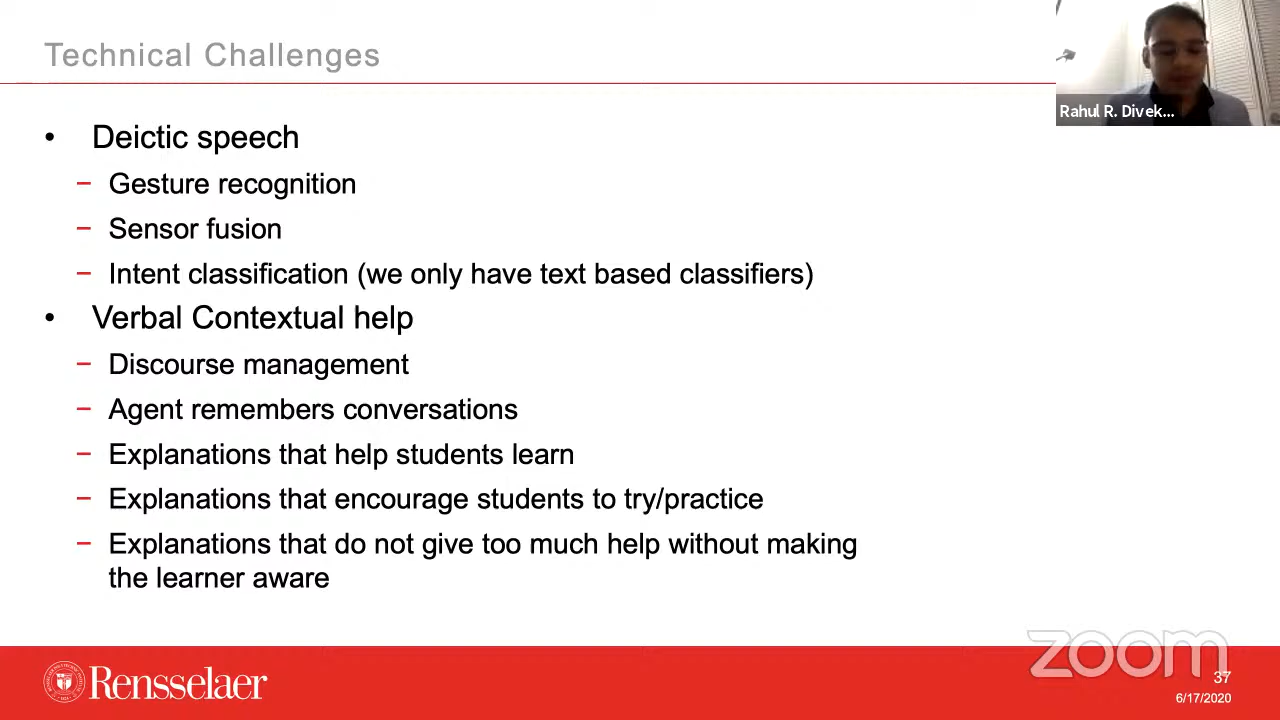 Technical Challenges
Rahul R. Divek...
• Deictic speech
− Gesture recognition
− Sensor fusion
− Intent classification (we only have text based classifiers)
• Verbal Contextual help
− Discourse management
− Agent remembers conversations
− Explanations that help students learn
− Explanations that encourage students to try/practice
− Explanations that do not give too much help without making
the learner aware
Rensselaer
zoom
37
6/17/2020